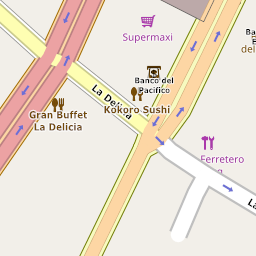 Supermaxi
Banco del
Pacífico
Kokoro Sushi
La Delicia
Gran Buffet
La Delicia
Ferretero